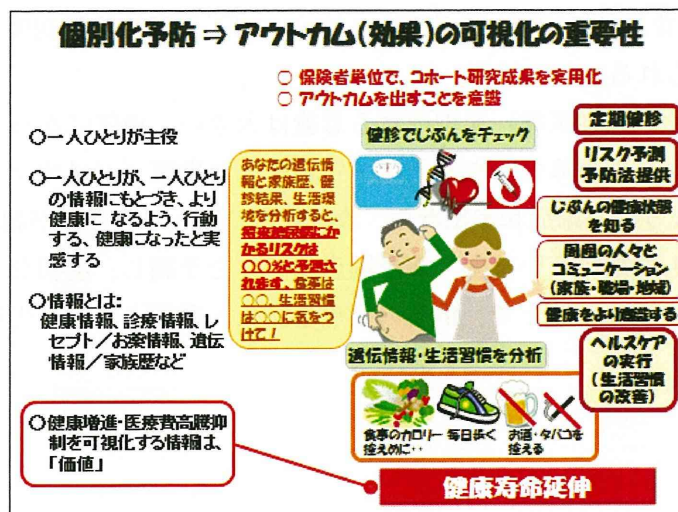 個別化予防 ⇒ アウトカム（効果）の可視化の重要性
○ 保険者単位で、コホート研究成果を実用化
○ アウトカムを出すことを意識
○一人ひとりが主役
○一人ひとりが、一人ひとり
の情報にもとづき、より
健康に なるよう、行動
する、健康になったと実
感する
○情報とは:
健康情報、診療情報、レ
セプト／お薬情報、遺伝
情報／家族歴など
○健康増進・医療費高騰抑
制を可視化する情報は、
「価値」
あなたの遺伝情
報と家族歴、健
診結果、生活環
境を分析すると、
将来糖尿病にか
かるリスクは
○○%と予測さ
れます。食事は
○○、生活習慣
は○○に気をつ
けて！
健診でじぶんをチェック
遺伝情報・生活習慣を分析
食事のカロリー
控えめに‥
毎日歩く
お酒・タバコを
控える
定期健診
リスク予測
予防法提供
じぶんの健康状態
を知る
周囲の人々と
コミュニケーション
（家族・職場・地域）
健康をより意識する
ヘルスケア
の実行
（生活習慣
の改善）
健康寿命延伸